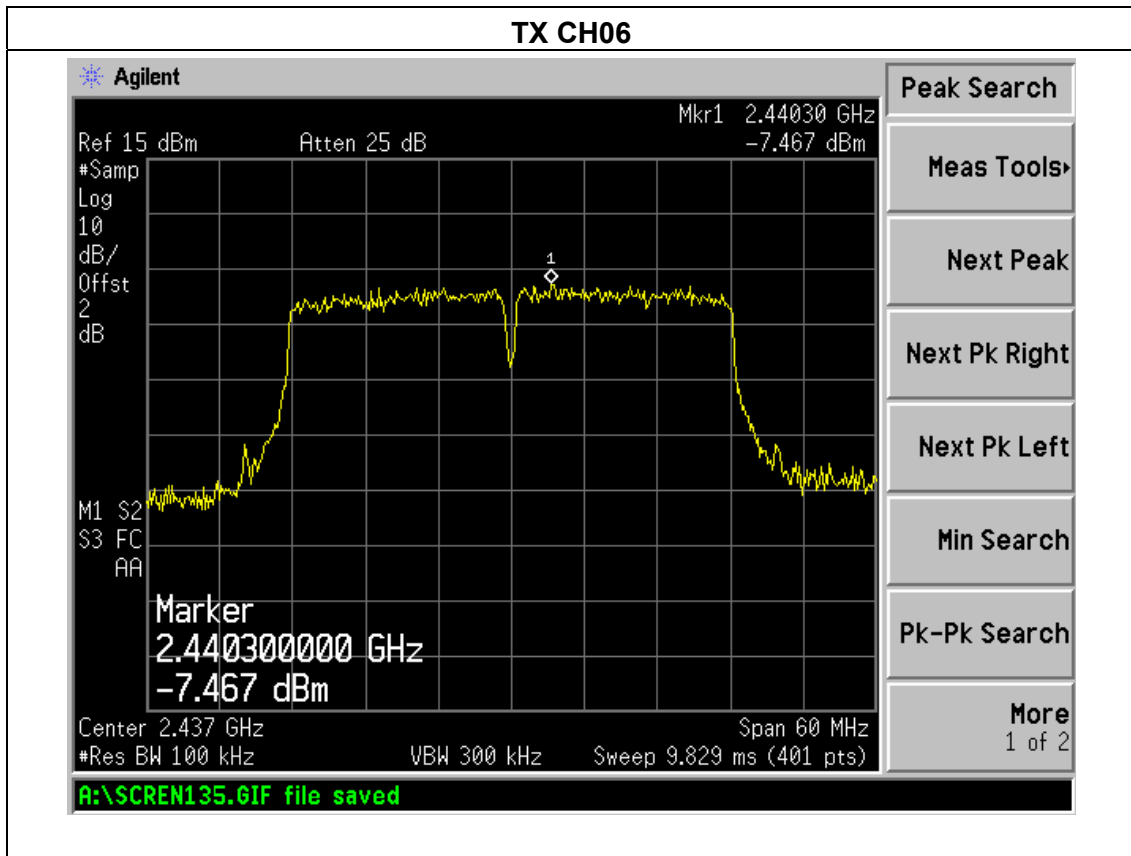 TX CH06
Agilent
Peak Search
Mkr1 2.44030 GHz
Ref 15 dBm Atten 25 dB -7.467 dBm
#Samp
Log
10
dB/
Offst
2
dB
1
M1 S2
S3 FC
AA
Marker
2.440300000 GHz
-7.467 dBm
Center 2.437 GHz Span 60 MHz
#Res BW 100 kHz VBW 300 kHz Sweep 9.829 ms (401 pts)
Meas Tools
Next Peak
Next Pk Right
Next Pk Left
Min Search
Pk-Pk Search
More
1 of 2
A:\SCREN135.GIF file saved